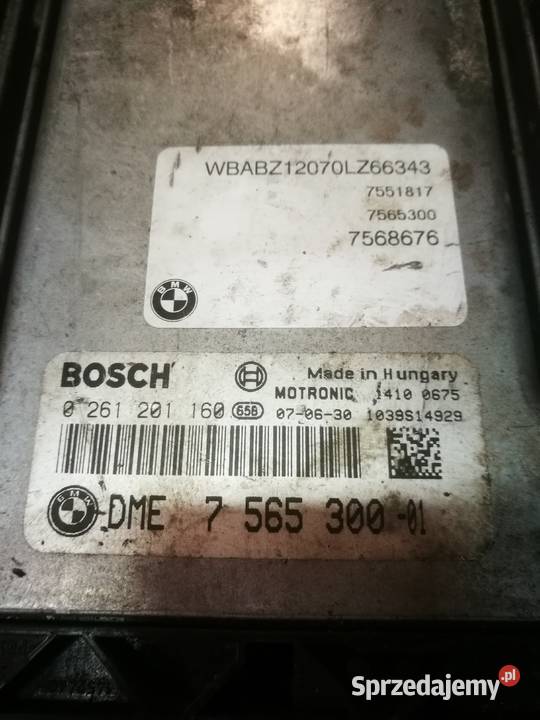 WBABZ12070LZ66343
7551817
7565300
7568676
BMW
BOSCH Made in Hungary
MOTRONIC 1410 0675
0 261 201 160 658 07-06-30 1039S14929
BMW DME 7 565 300-01
Sprzedajemy.pl